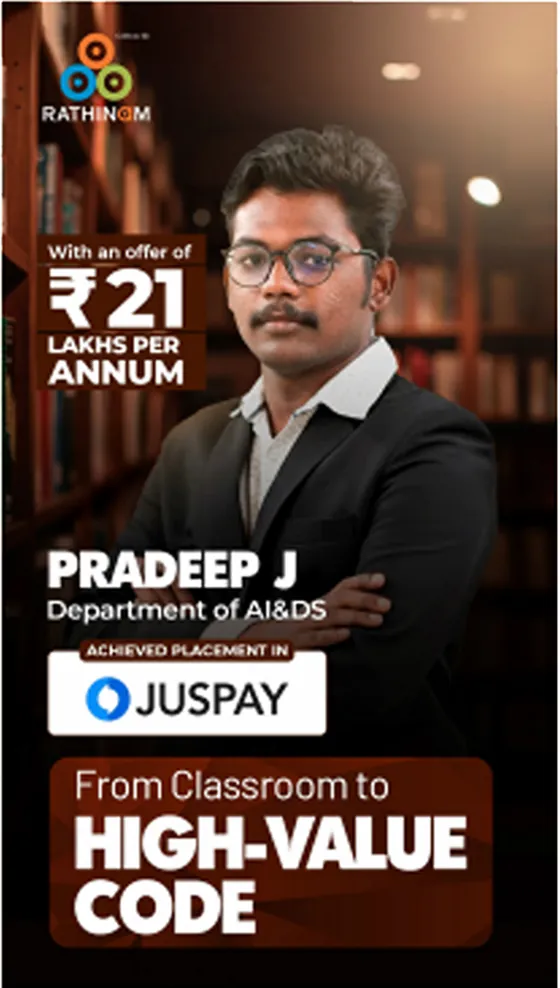 RATHINAM
With an offer of
₹21
LAKHS PER
ANNUM
PRADEEP J
Department of AI&DS
ACHIEVED PLACEMENT IN
JUSPAY
From Classroom to
HIGH-VALUE
CODE